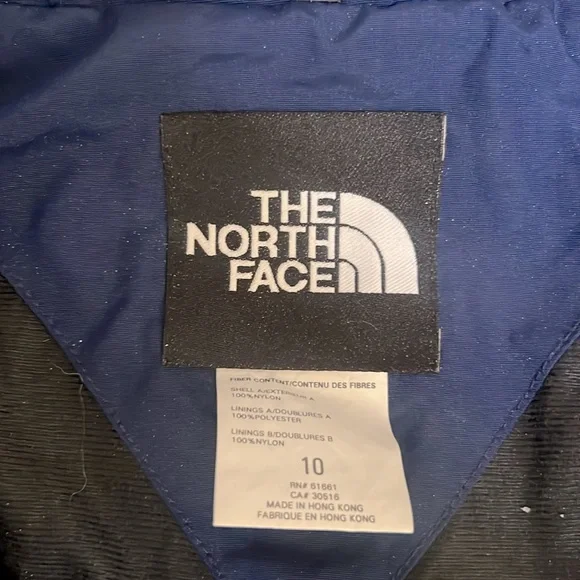 THE
NORTH
FACE
FIBER CONTENT/CONTENU DES FIBRES
SHELL A/EXTERIEUR A
100%NYLON
LININGS A/DOUBLURES A
100%POLYESTER
LININGS B/DOUBLURES B
100%NYLON
10
RN# 61661
CA# 30516
MADE IN HONG KONG
FABRIQUE EN HONG KONG